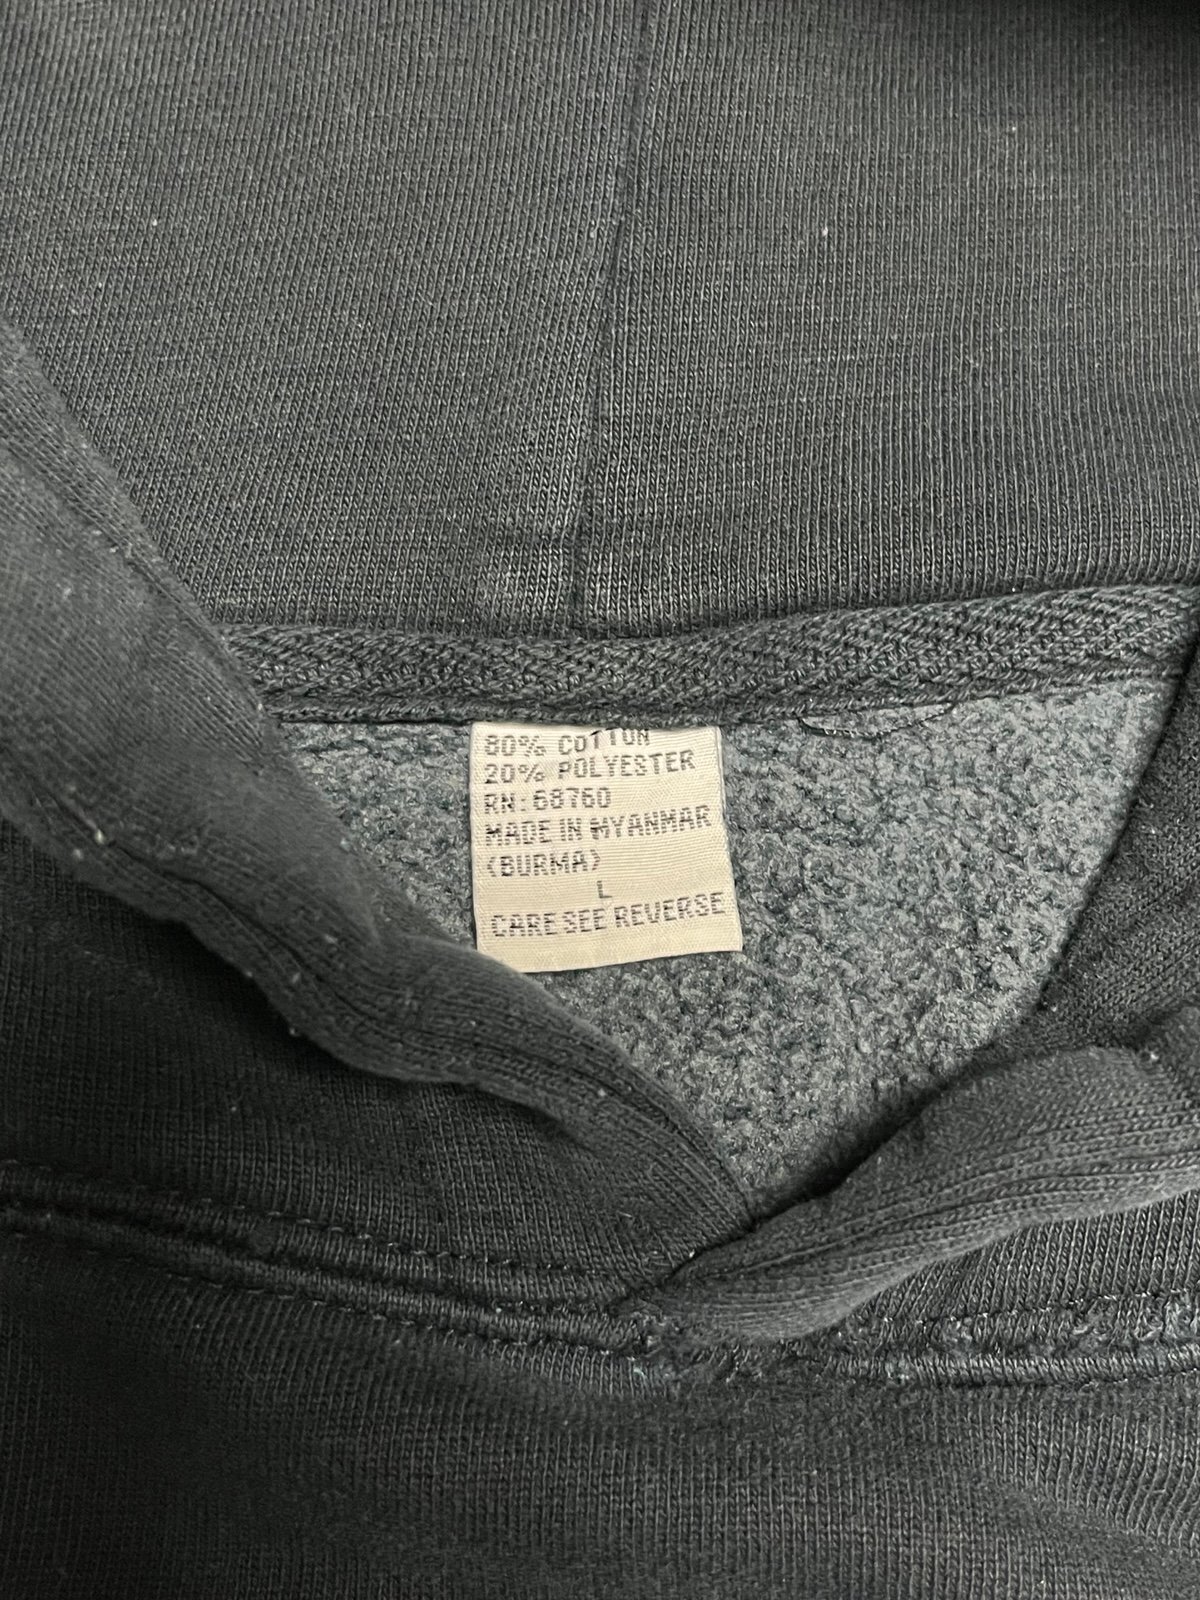 80% COTTON
20% POLYESTER
RN: 68760
MADE IN MYANMAR
(BURMA)
L
CARE SEE REVERSE